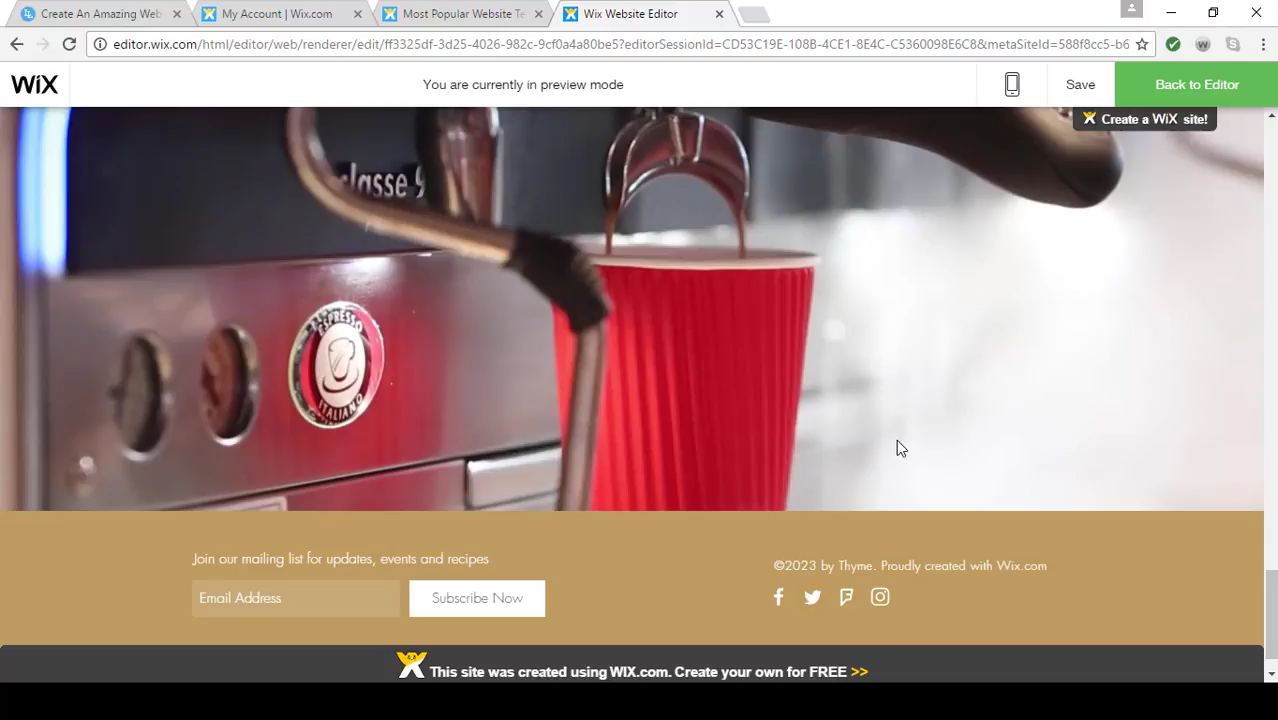 Create An Amazing Web
My Account | Wix.com
Most Popular Website Te
Wix Website Editor
editor.wix.com/html/editor/web/renderer/edit/ff3325df-3d25-4026-982c-9cf0a4a80be5?editorSessionId=CD53C19E-108B-4CE1-8E4C-C5360098E6C8&metaSiteId=588f8cc5-b6
WiX
You are currently in preview mode
Save
Back to Editor
Create a WiX site!
classe 9
ESPRESSO
ITALIANO
Join our mailing list for updates, events and recipes
Email Address
Subscribe Now
©2023 by Thyme. Proudly created with Wix.com
This site was created using WIX.com. Create your own for FREE >>